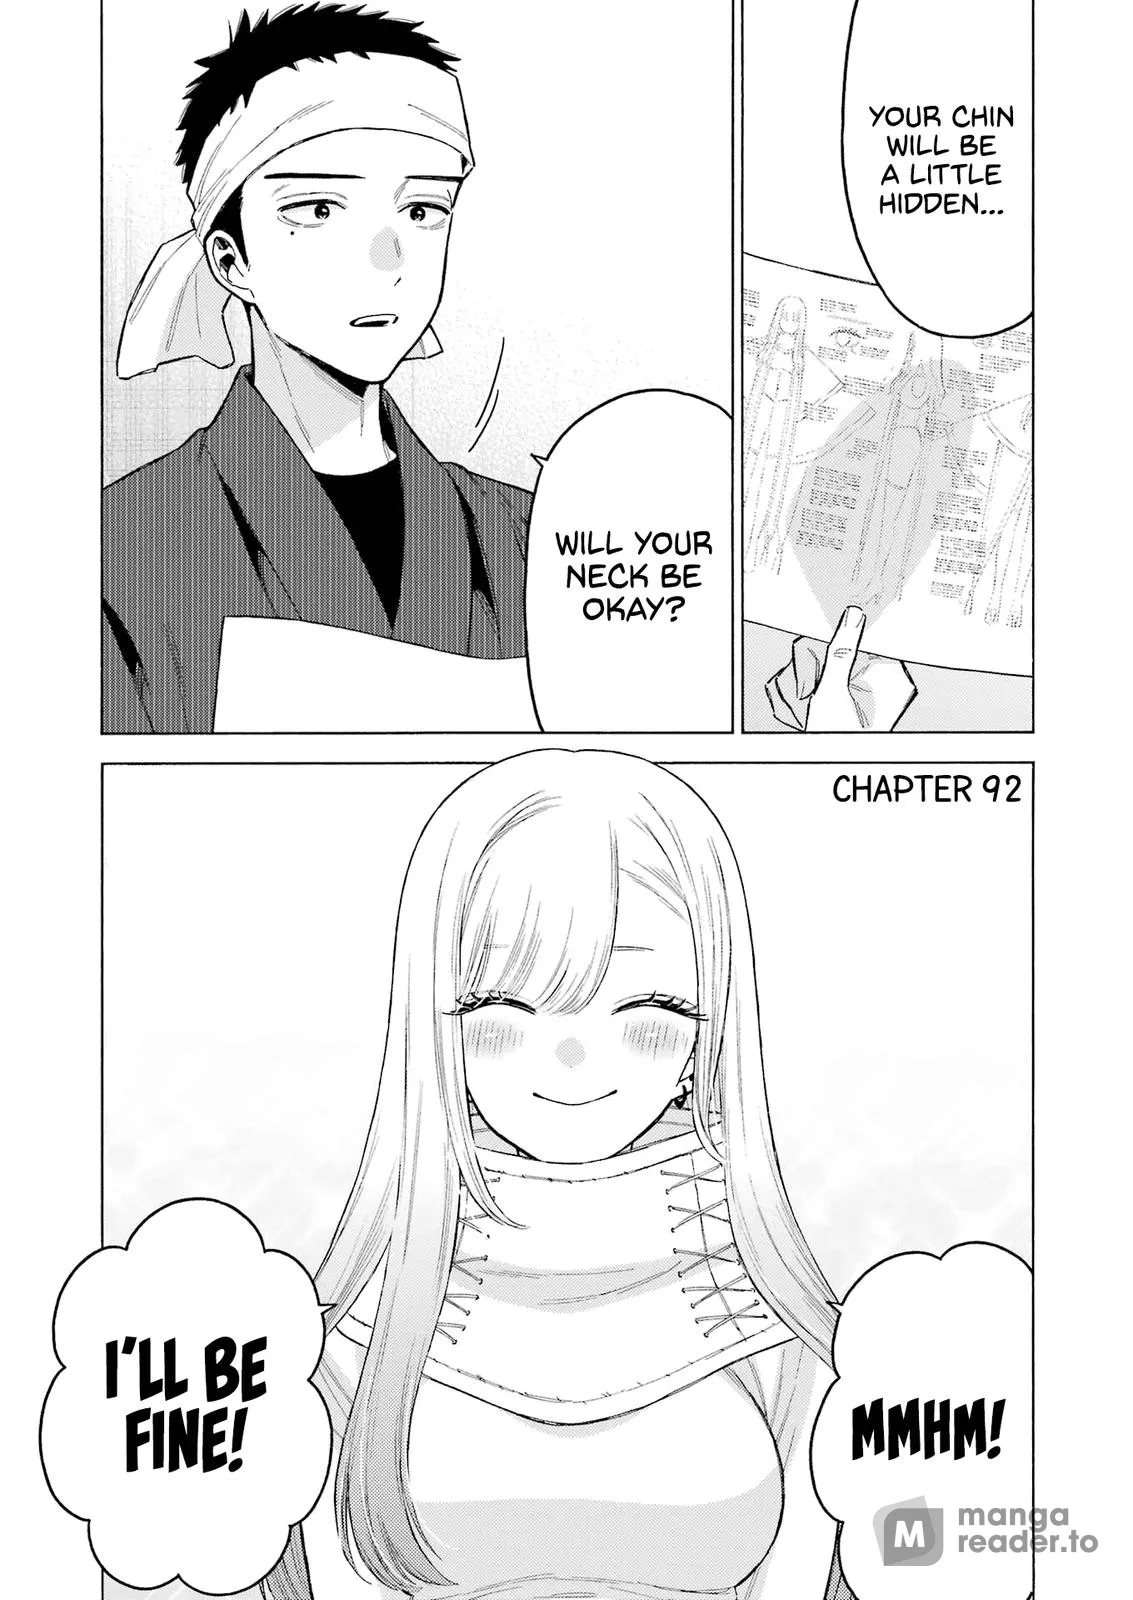 YOUR CHIN
WILL BE
A LITTLE
HIDDEN...
WILL YOUR
NECK BE
OKAY?
CHAPTER 92
MMHM!
I'LL BE
FINE!
M manga
reader.to